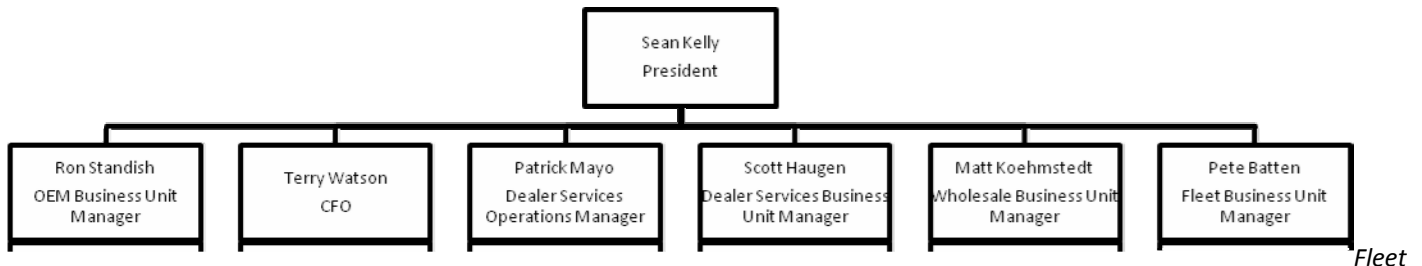 Sean Kelly
President
Ron Standish
OEM Business Unit
Manager
Terry Watson
CFO
Patrick Mayo
Dealer Services
Operations Manager
Scott Haugen
Dealer Services Business
Unit Manager
Matt Koehmstedt
Wholesale Business Unit
Manager
Pete Batten
Fleet Business Unit
Manager
Fleet